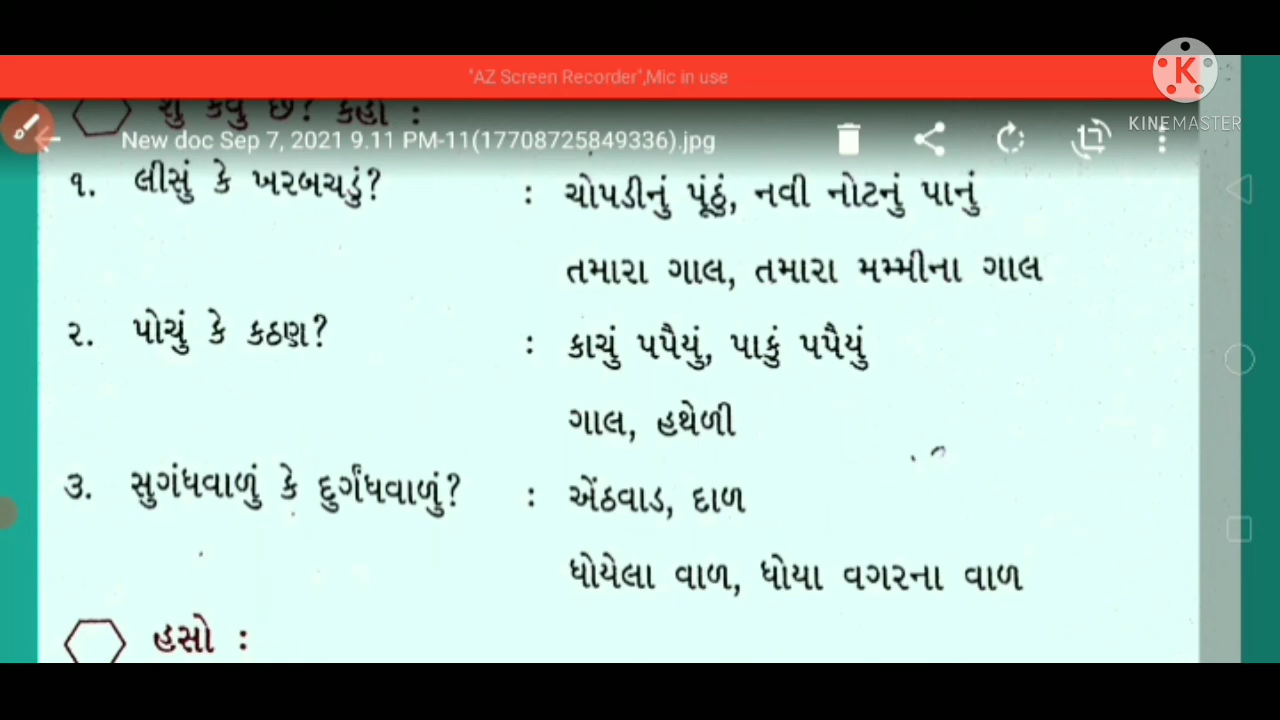 "AZ Screen Recorder",Mic in use
KINEMASTER
શું કેવું છે? કહો :
New doc Sep 7, 2021 9.11 PM-11(17708725849336).jpg
૧. લીસું કે ખરબચડું? : ચોપડીનું પૂંઠું, નવી નોટનું પાનું
તમારા ગાલ, તમારા મમ્મીના ગાલ
૨. પોચું કે કઠણ? : કાચું પપૈયું, પાકું પપૈયું
ગાલ, હથેળી
૩. સુગંધવાળું કે દુર્ગંધવાળું? : એંઠવાડ, દાળ
ધોયેલા વાળ, ધોયા વગરના વાળ
હસો :